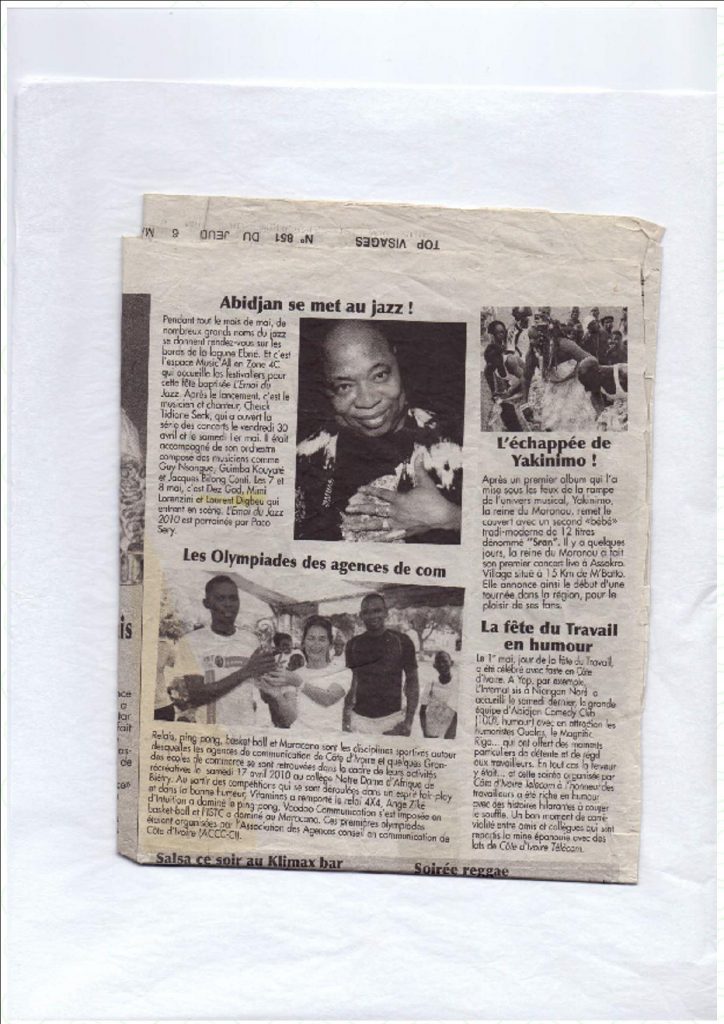 TOP VISAGES N° 851 DU JEUDI 6
Abidjan se met au jazz !
Pendant tout le mois de mai, de
nombreux grands noms du jazz
se donnent rendez-vous sur les
bords de la lagune Ebrié. Et c'est
l'espace Music'All en Zone 4C
qui accueille les festivaliers pour
cette fête baptisée L'Emoi du
Jazz. Après le lancement, c'est le
musicien et chanteur, Cheick
Tidiane Seck, qui a ouvert la
série des concerts le vendredi 30
avril et le samedi 1er mai. Il était
accompagné de son orchestre
composé des musiciens comme
Guy Nsangue, Guimba Kouyaté
et Jacques Bilong Conti. Les 7 et
8 mai, c'est Dez Gad, Mimi
Lorenzini et Laurent Digbeu qui
entrent en scène. L'Emoi du Jazz
2010 est parrainée par Paco
Sery.
Les Olympiades des agences de com
Relais, ping pong, basket-ball et Maracana sont les disciplines sportives autour
desquelles les agences de communication de Côte d'Ivoire et quelques Gran-
des écoles de commerce se sont retrouvées dans le cadre de leurs activités
récréatives le samedi 17 avril 2010 au collège Notre Dame d'Afrique de
Biétry. Au sortir des compétitions qui se sont déroulées dans un esprit fair-play
et dans la bonne humeur, Vitamines a remporté le relai 4X4, Ange Ziké
d'Intuition a dominé le ping-pong, Voodoo Communication s'est imposée en
basket-ball et l'ISTC a dominé au Maracana. Ces premières olympiades
étaient organisées par l'Association des Agences conseil en communication de
Côte d'Ivoire (ACCC-CI).
L'échappée de
Yakinimo !
Après un premier album qui l'a
mise sous les feux de la rampe
de l'univers musical, Yakinimo,
la reine du Moronou, remet le
couvert avec un second «bébé»
tradi-moderne de 12 titres
dénommé "Sran". Il y a quelques
jours, la reine du Moronou a fait
son premier concert live à Assekro.
Village situé à 15 Km de M'Batto.
Elle annonce ainsi le début d'une
tournée dans la région, pour le
plaisir de ses fans.
La fête du Travail
en humour
Le 1er mai, jour de la fête du Travail,
a été célébré avec faste en Côte
d'Ivoire. A Yop, par exemple,
L'Internat sis à Niangon Nord a
accueilli le samedi dernier, la grande
équipe d'Abidjan Comedy Club
(100% humour) avec en attraction les
humoristes Oualas, le Magnific,
Rigo... qui ont offert des moments
particuliers de détente et de régal
aux travailleurs. En tout cas la ferveur
y était... et cette soirée organisée par
Côte d'Ivoire Télécom à l'honneur des
travailleurs a été riche en humour
avec des histoires hilarantes à couper
le souffle. Un bon moment de convi-
vialité entre amis et collègues qui sont
repartis la mine épanouie avec des
lots de Côte d'Ivoire Télécom.
Salsa ce soir au Klimax bar
Soirée reggae